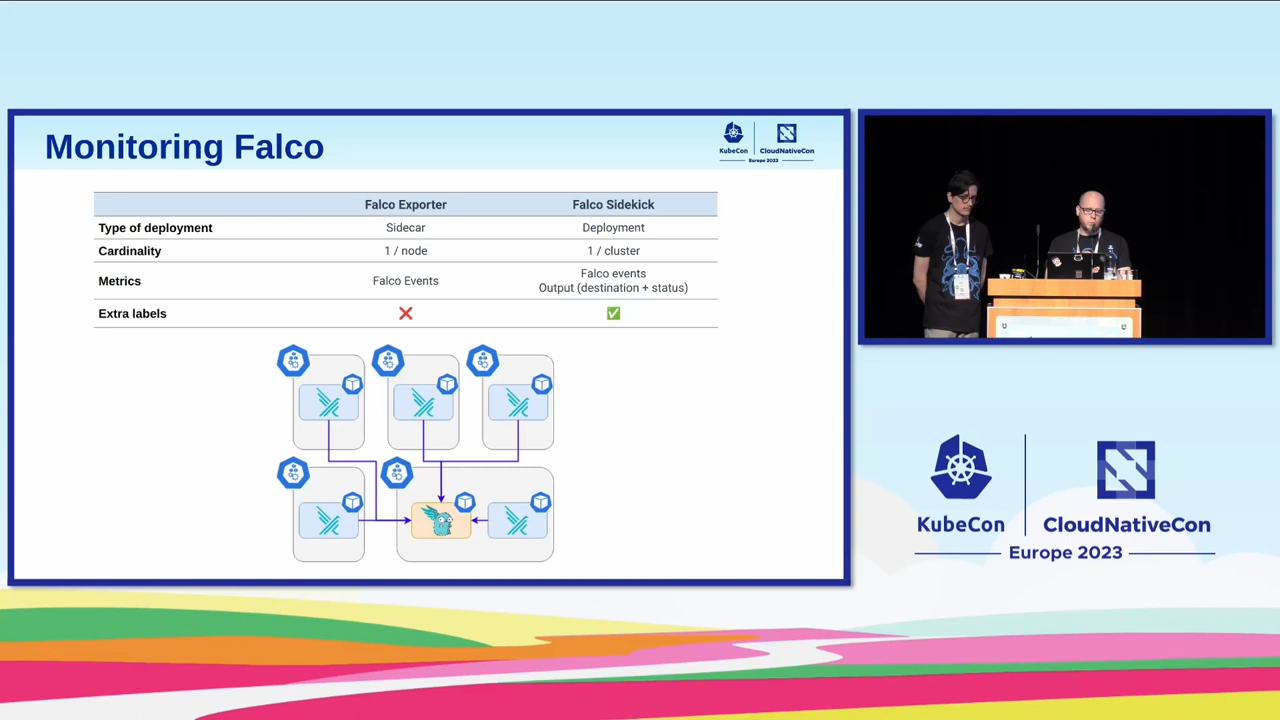 Monitoring Falco
KubeCon
CloudNativeCon
Europe 2023
Falco Exporter Falco Sidekick
Type of deployment Sidecar Deployment
Cardinality 1 / node 1 / cluster
Metrics Falco Events Falco events
Output (destination + status)
Extra labels ❌ ✅
KubeCon
CloudNativeCon
Europe 2023